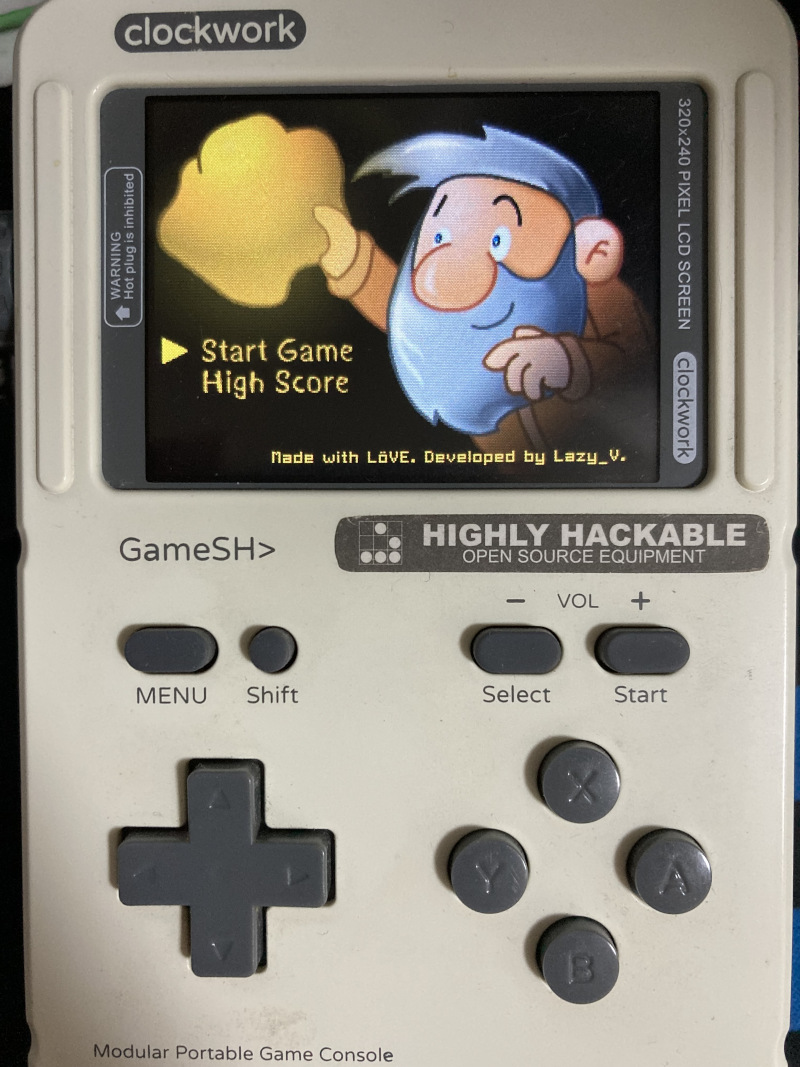 clockwork
WARNING
Hot plug is inhibited
320x240 PIXEL LCD SCREEN
clockwork
Start Game
High Score
Made with LöVE. Developed by Lazy_V.
GameSH>
HIGHLY HACKABLE
OPEN SOURCE EQUIPMENT
- VOL +
MENU Shift Select Start
X
Y A
B
Modular Portable Game Console